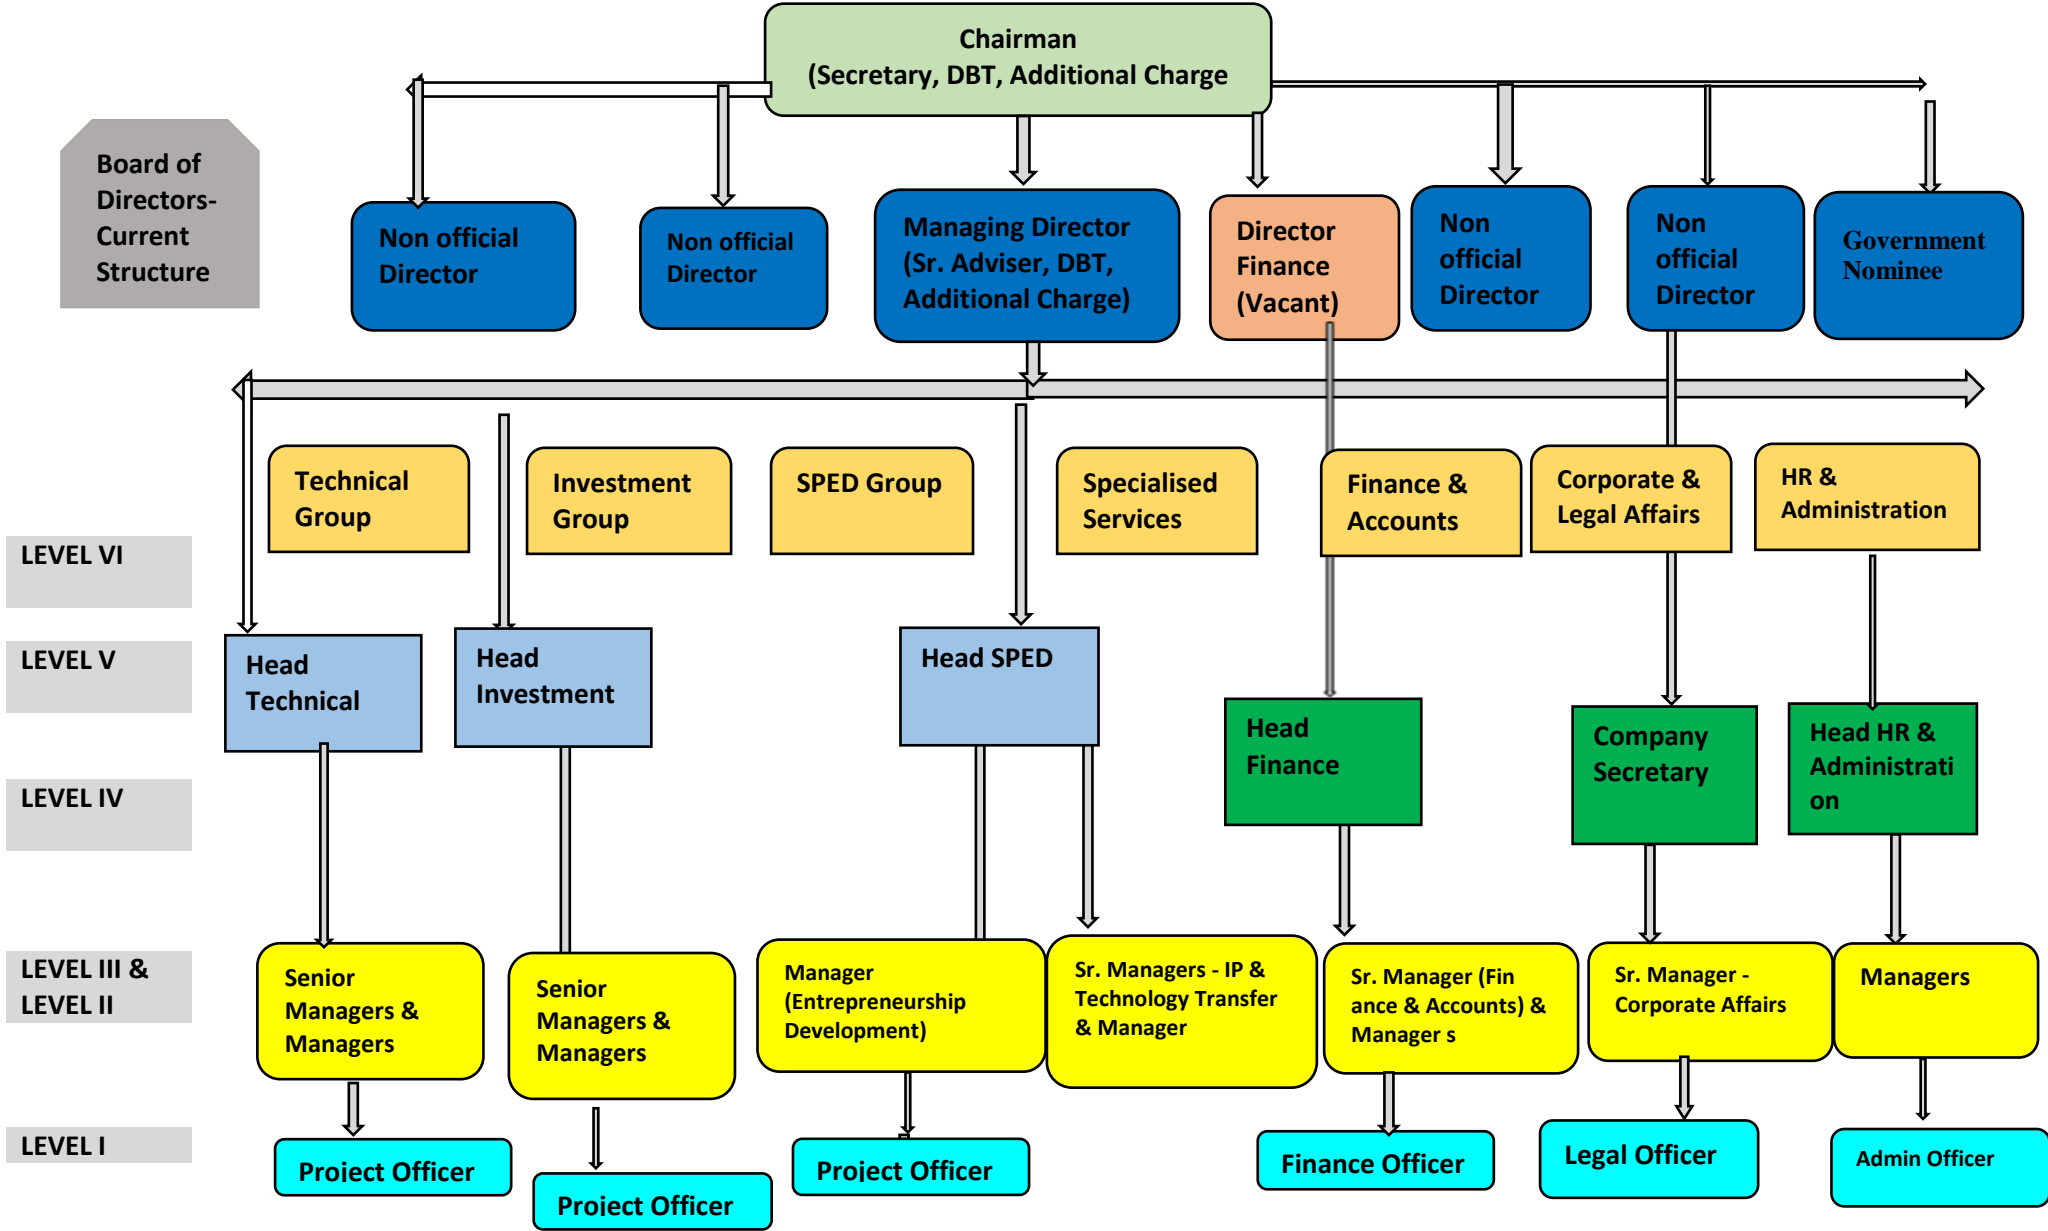 Chairman
(Secretary, DBT, Additional Charge
Board of
Directors-
Current
Structure
Non official
Director
Non official
Director
Managing Director
(Sr. Adviser, DBT,
Additional Charge)
Director
Finance
(Vacant)
Non
official
Director
Non
official
Director
Government
Nominee
Technical
Group
Investment
Group
SPED Group
Specialised
Services
Finance &
Accounts
Corporate &
Legal Affairs
HR &
Administration
LEVEL VI
LEVEL V
Head
Technical
Head
Investment
Head SPED
Head
Finance
Company
Secretary
Head HR &
Administrati
on
LEVEL IV
LEVEL III &
LEVEL II
Senior
Managers &
Managers
Senior
Managers &
Managers
Manager
(Entrepreneurship
Development)
Sr. Managers - IP &
Technology Transfer
& Manager
Sr. Manager (Fin
ance & Accounts) &
Manager s
Sr. Manager -
Corporate Affairs
Managers
LEVEL I
Project Officer
Project Officer
Project Officer
Finance Officer
Legal Officer
Admin Officer